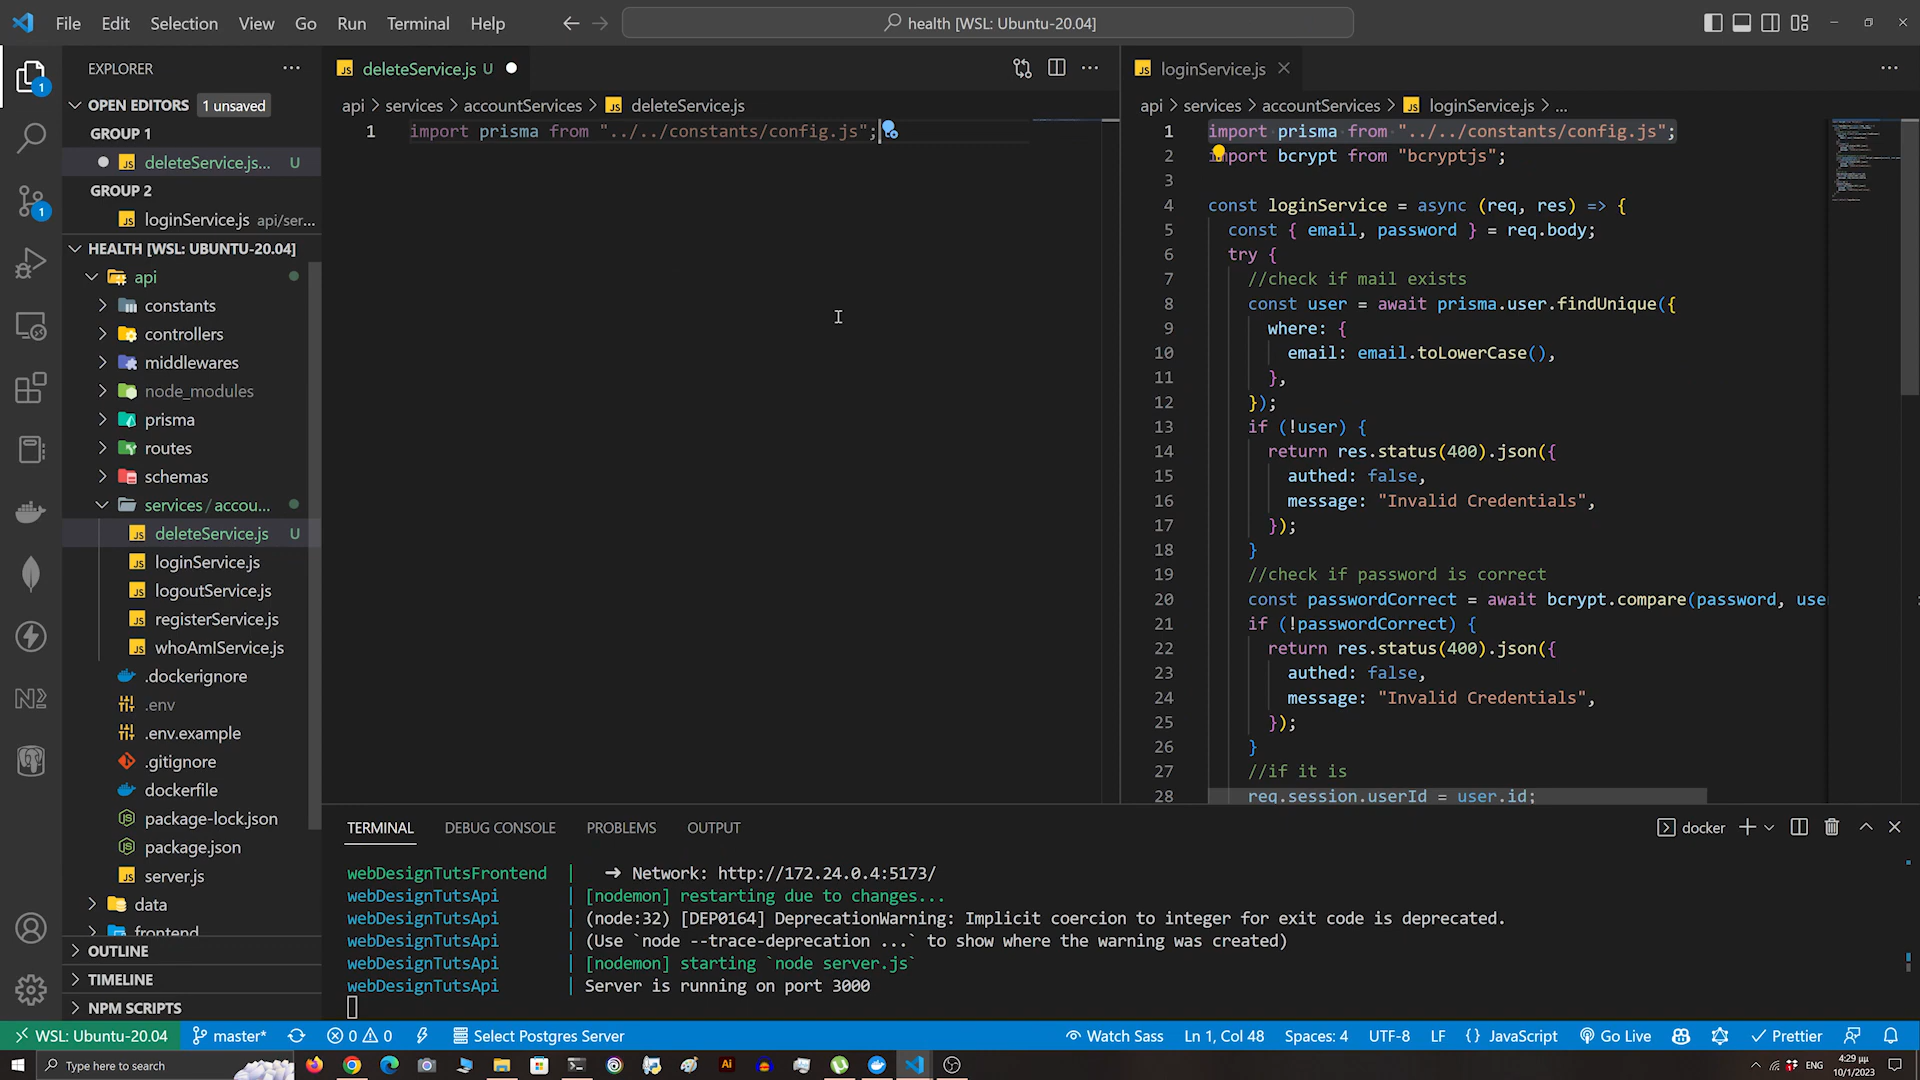 File Edit Selection View Go Run Terminal Help
health [WSL: Ubuntu-20.04]
EXPLORER
OPEN EDITORS 1 unsaved
GROUP 1
deleteService.js... U
GROUP 2
loginService.js api/ser...
HEALTH [WSL: UBUNTU-20.04]
api
constants
controllers
middlewares
node_modules
prisma
routes
schemas
services / accou...
deleteService.js U
loginService.js
logoutService.js
registerService.js
whoAmIService.js
.dockerignore
.env
.env.example
.gitignore
dockerfile
package-lock.json
package.json
server.js
data
frontend
OUTLINE
TIMELINE
NPM SCRIPTS
deleteService.js U
api > services > accountServices > deleteService.js
1 import prisma from "../../constants/config.js";
loginService.js
api > services > accountServices > loginService.js > ...
1 import prisma from "../../constants/config.js";
2 import bcrypt from "bcryptjs";
3
4 const loginService = async (req, res) => {
5 const { email, password } = req.body;
6 try {
7 //check if mail exists
8 const user = await prisma.user.findUnique({
9 where: {
10 email: email.toLowerCase(),
11 },
12 });
13 if (!user) {
14 return res.status(400).json({
15 authed: false,
16 message: "Invalid Credentials",
17 });
18 }
19 //check if password is correct
20 const passwordCorrect = await bcrypt.compare(password, use
21 if (!passwordCorrect) {
22 return res.status(400).json({
23 authed: false,
24 message: "Invalid Credentials",
25 });
26 }
27 //if it is
28 req.session.userId = user.id;
TERMINAL DEBUG CONSOLE PROBLEMS OUTPUT
docker
webDesignTutsFrontend | ➜ Network: http://172.24.0.4:5173/
webDesignTutsApi | [nodemon] restarting due to changes...
webDesignTutsApi | (node:32) [DEP0164] DeprecationWarning: Implicit coercion to integer for exit code is deprecated.
webDesignTutsApi | (Use `node --trace-deprecation ...` to show where the warning was created)
webDesignTutsApi | [nodemon] starting `node server.js`
webDesignTutsApi | Server is running on port 3000
WSL: Ubuntu-20.04 master* 0 0 Select Postgres Server Watch Sass Ln 1, Col 48 Spaces: 4 UTF-8 LF {} JavaScript Go Live Prettier
Type here to search
Ai
ENG
4:29 μμ
10/1/2023